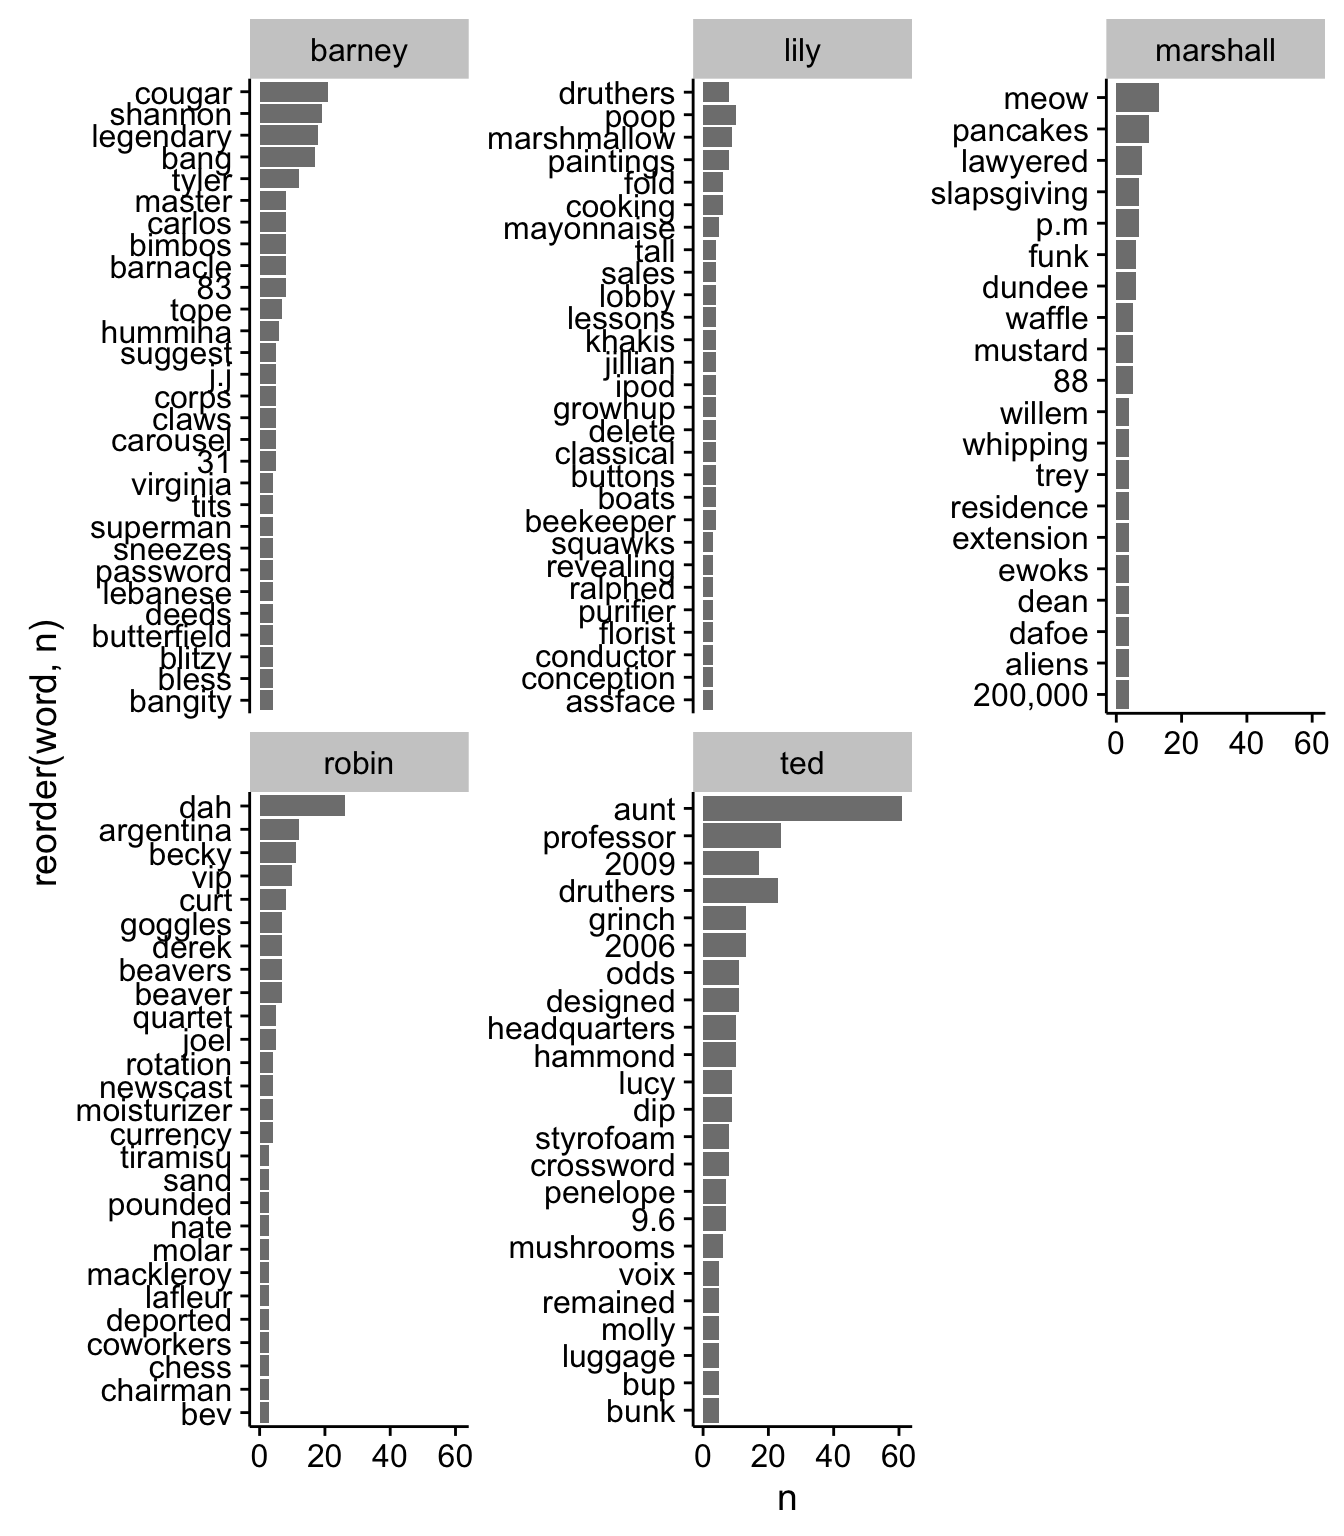 barney
cougar
shannon
legendary
bang
tyler
master
carlos
bimbos
barnacle
83
tope
hummina
suggest
j.j
corps
claws
carousel
31
virginia
tits
superman
sneezes
password
lebanese
deeds
butterfield
blitzy
bless
bangity
lily
druthers
poop
marshmallow
paintings
fold
cooking
mayonnaise
tall
sales
lobby
lessons
khakis
jillian
ipod
growhup
delete
classical
buttons
boats
beekeeper
squawks
revealing
ralphed
purifier
florist
conductor
conception
assface
marshall
meow
pancakes
lawyered
slapsgiving
p.m
funk
dundee
waffle
mustard
88
willem
whipping
trey
residence
extension
ewoks
dean
dafoe
aliens
200,000
0 20 40 60
reorder(word, n)
robin
dah
argentina
becky
vip
curt
goggles
derek
beavers
beaver
quartet
joel
rotation
newscast
moisturizer
currency
tiramisu
sand
pounded
nate
molar
mackleroy
lafleur
deported
coworkers
chess
chairman
bev
0 20 40 60
ted
aunt
professor
2009
druthers
grinch
2006
odds
designed
headquarters
hammond
lucy
dip
styrofoam
crossword
penelope
9.6
mushrooms
voix
remained
molly
luggage
bup
bunk
0 20 40 60
n